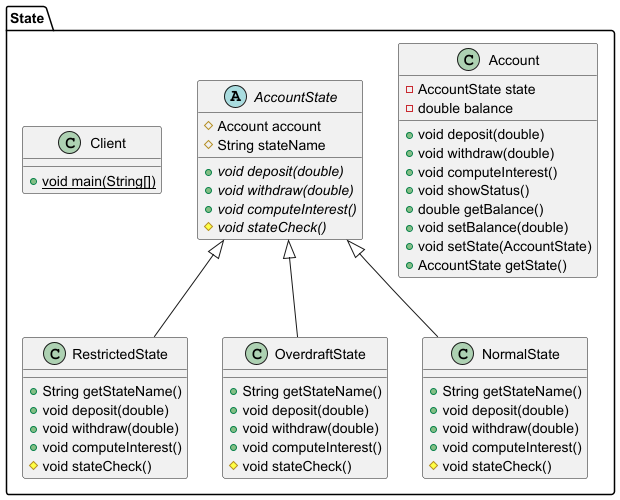 State
C Client
void main(String[])
A AccountState
Account account
String stateName
void deposit(double)
void withdraw(double)
void computeInterest()
void stateCheck()
C Account
AccountState state
double balance
void deposit(double)
void withdraw(double)
void computeInterest()
void showStatus()
double getBalance()
void setBalance(double)
void setState(AccountState)
AccountState getState()
C RestrictedState
String getStateName()
void deposit(double)
void withdraw(double)
void computeInterest()
void stateCheck()
C OverdraftState
String getStateName()
void deposit(double)
void withdraw(double)
void computeInterest()
void stateCheck()
C NormalState
String getStateName()
void deposit(double)
void withdraw(double)
void computeInterest()
void stateCheck()